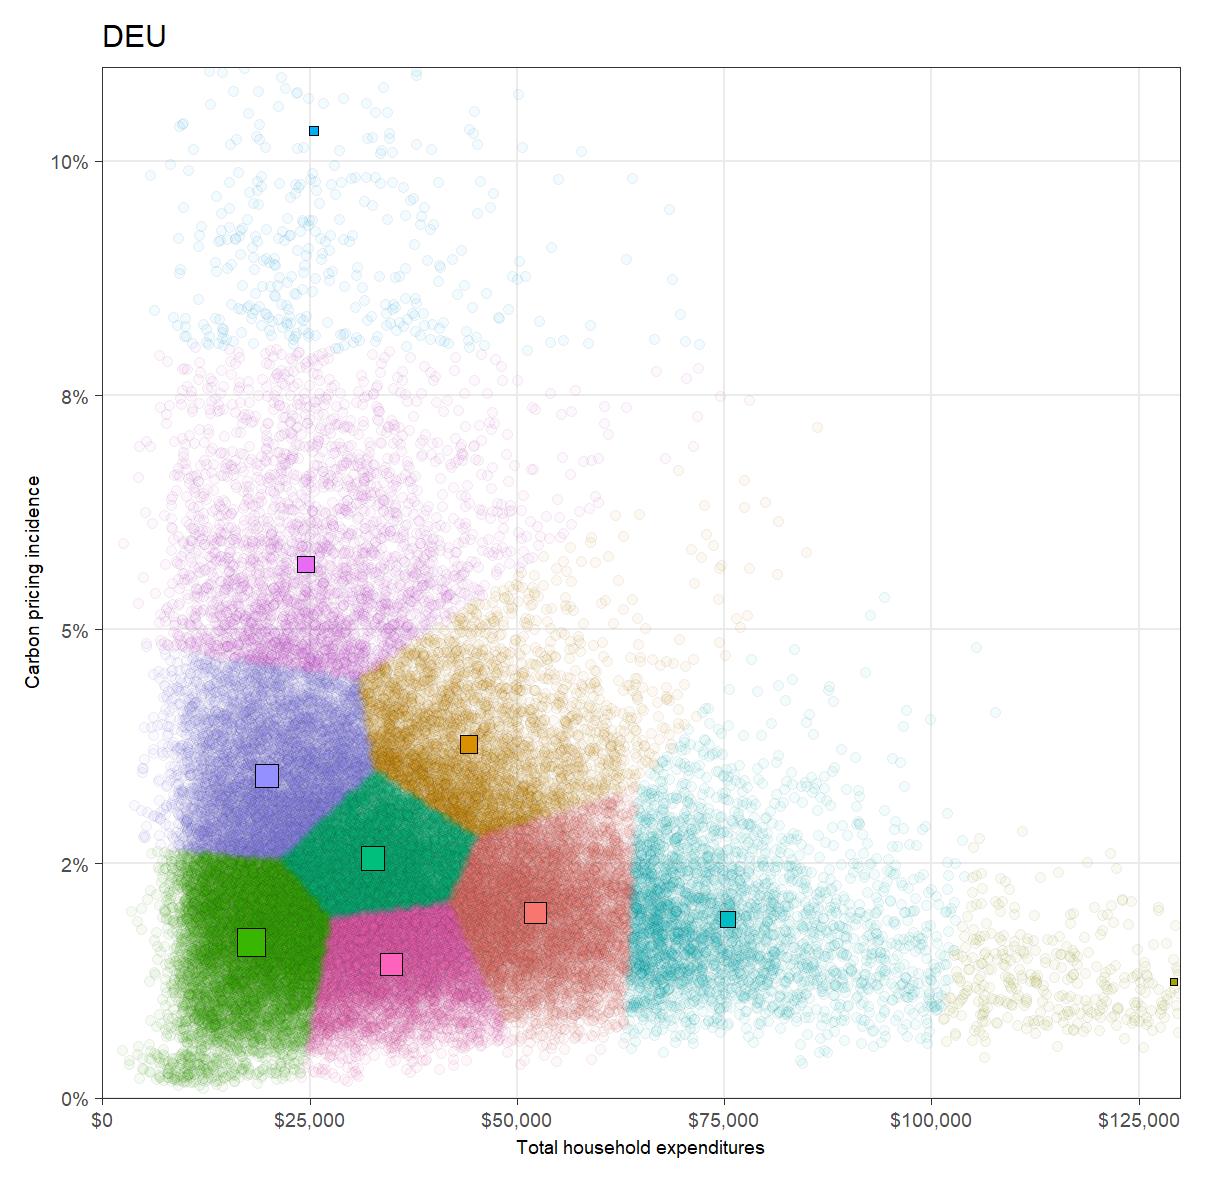 DEU
Carbon pricing incidence
10%
8%
5%
2%
0%
$0 $25,000 $50,000 $75,000 $100,000 $125,000
Total household expenditures